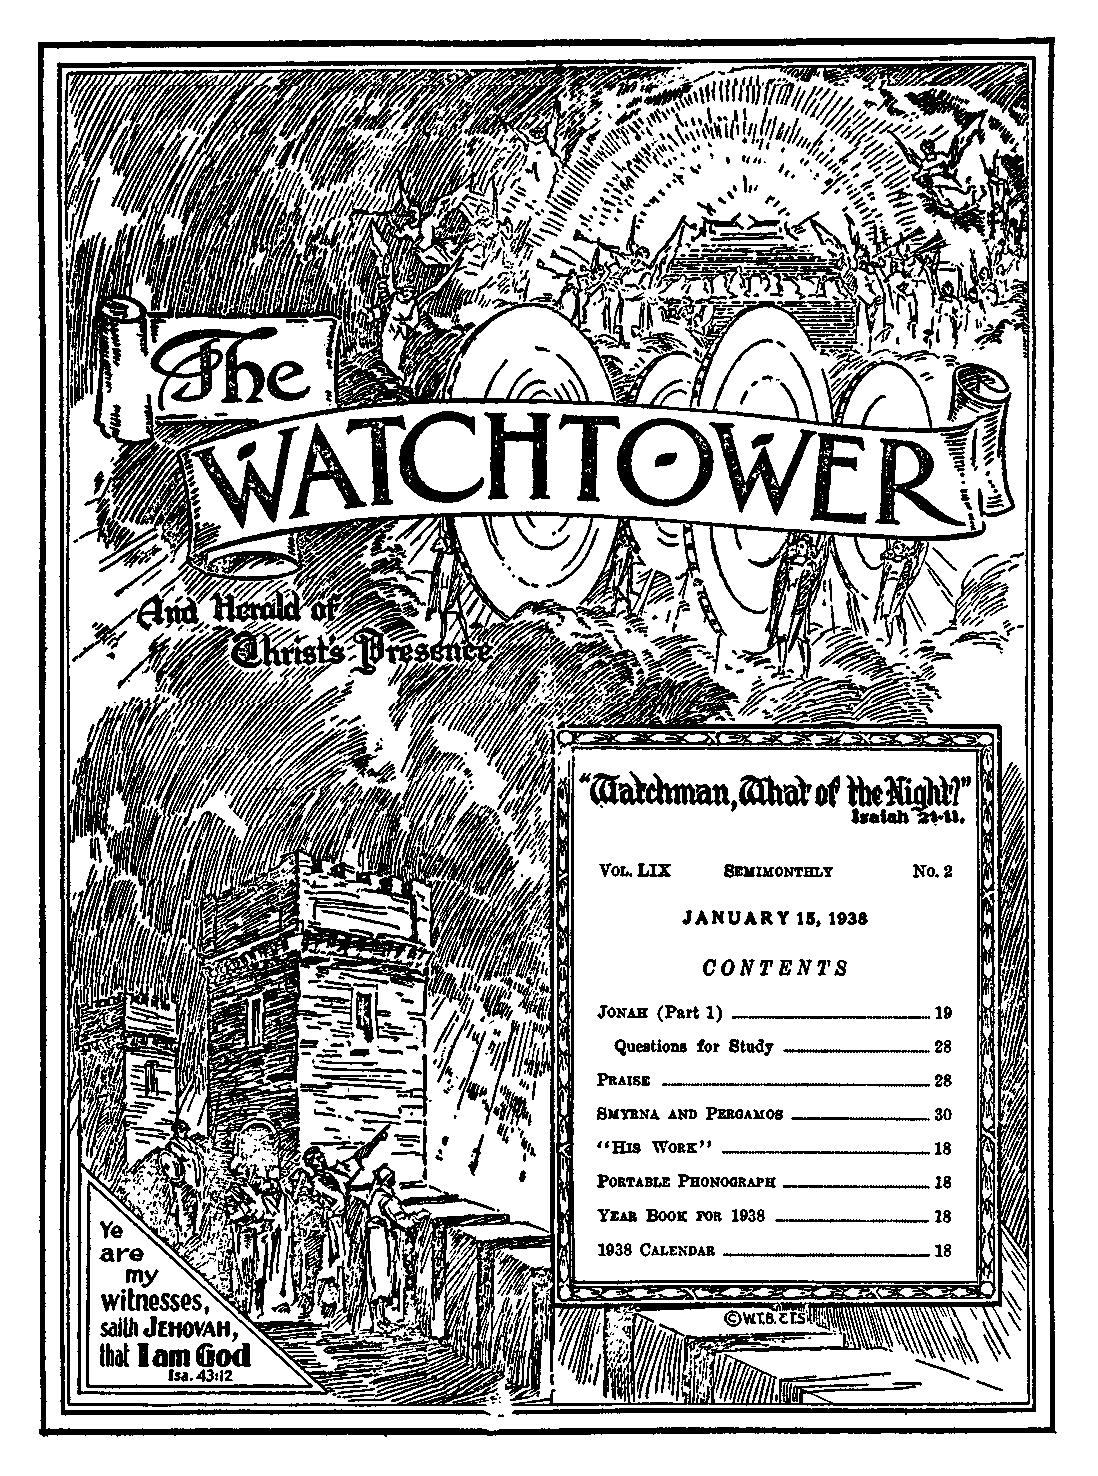 The
WATCHTOWER
And Herald of
Christ's Presence
"Watchman, What of the Night?"
Isaiah 21-11.
VOL. LIX SEMIMONTHLY No. 2
JANUARY 15, 1938
CONTENTS
JONAH (Part 1) 19
Questions for Study 28
PRAISE 28
SMYRNA AND PERGAMOS 30
"HIS WORK" 18
PORTABLE PHONOGRAPH 18
YEAR BOOK FOR 1938 18
1938 CALENDAR 18
©W.T.B.&T.S.
Ye
are
my
witnesses,
saith JEHOVAH,
that I am God
Isa. 43:12